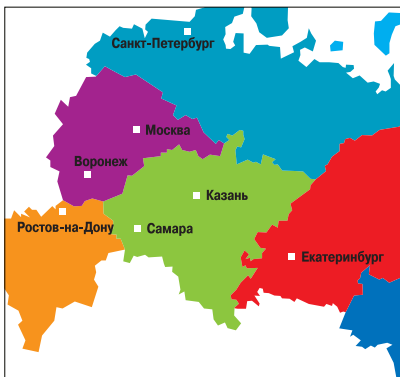 Санкт-Петербург
Москва
Воронеж
Казань
Ростов-на-Дону
Самара
Екатеринбург